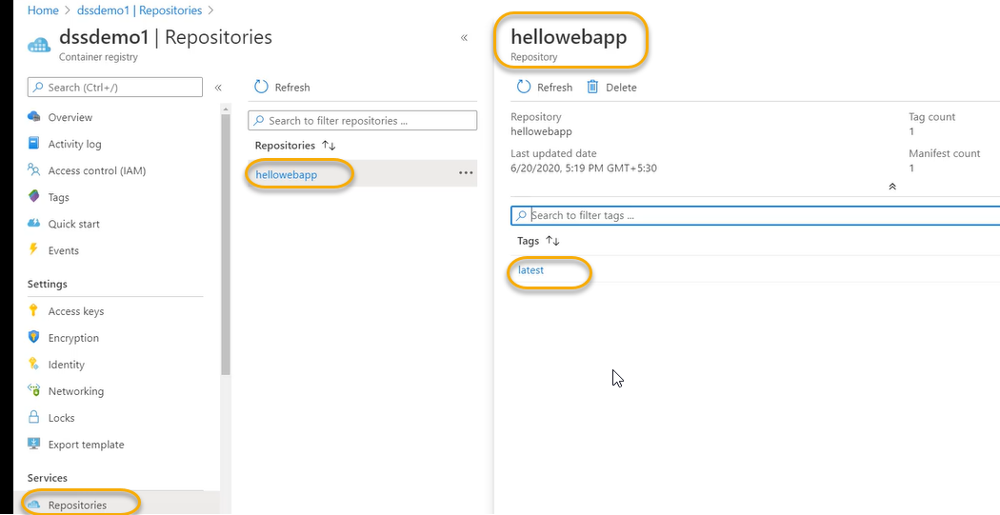 Home > dssdemo1 | Repositories >
dssdemo1 | Repositories
Container registry
«
Search (Ctrl+/)
«
Overview
Activity log
Access control (IAM)
Tags
Quick start
Events
Settings
Access keys
Encryption
Identity
Networking
Locks
Export template
Services
Repositories
Refresh
Search to filter repositories ...
Repositories ↑↓
hellowebapp ...
hellowebapp
Repository
Refresh Delete
Repository
hellowebapp
Tag count
1
Last updated date
6/20/2020, 5:19 PM GMT+5:30
Manifest count
1
Search to filter tags ...
Tags ↑↓
latest